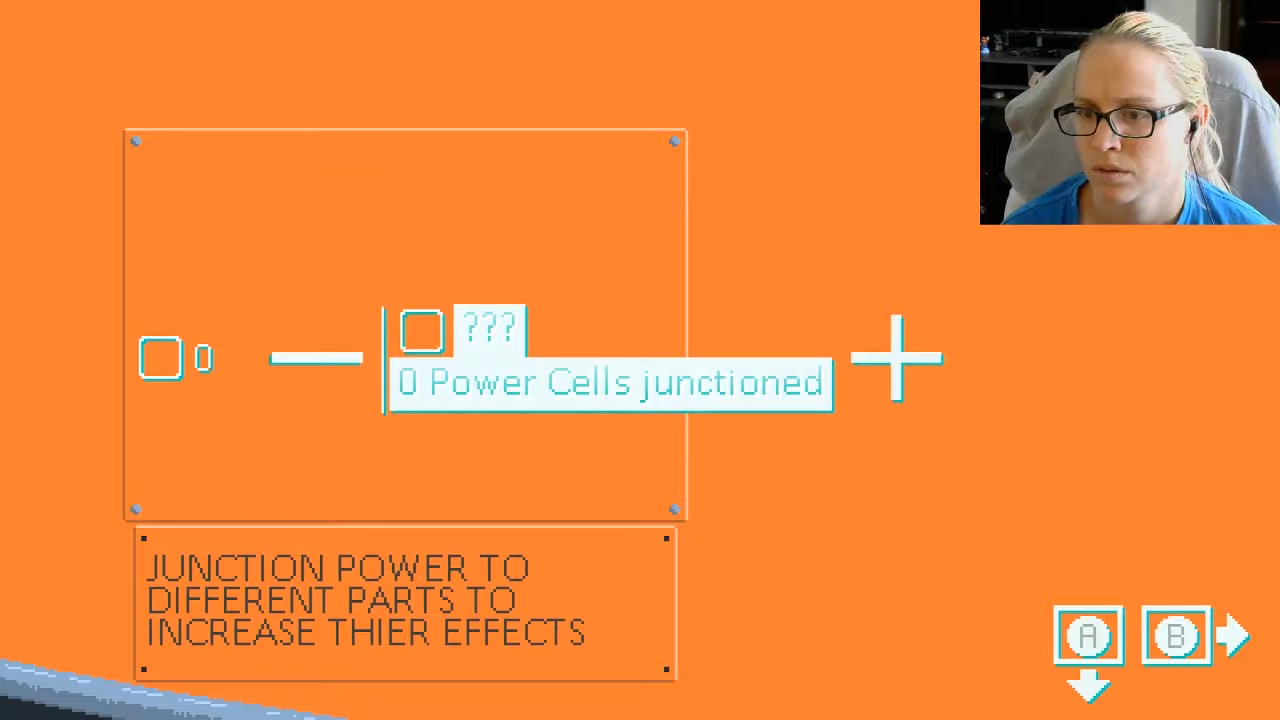 ???
0
0 Power Cells junctioned
JUNCTION POWER TO
DIFFERENT PARTS TO
INCREASE THIER EFFECTS
A B